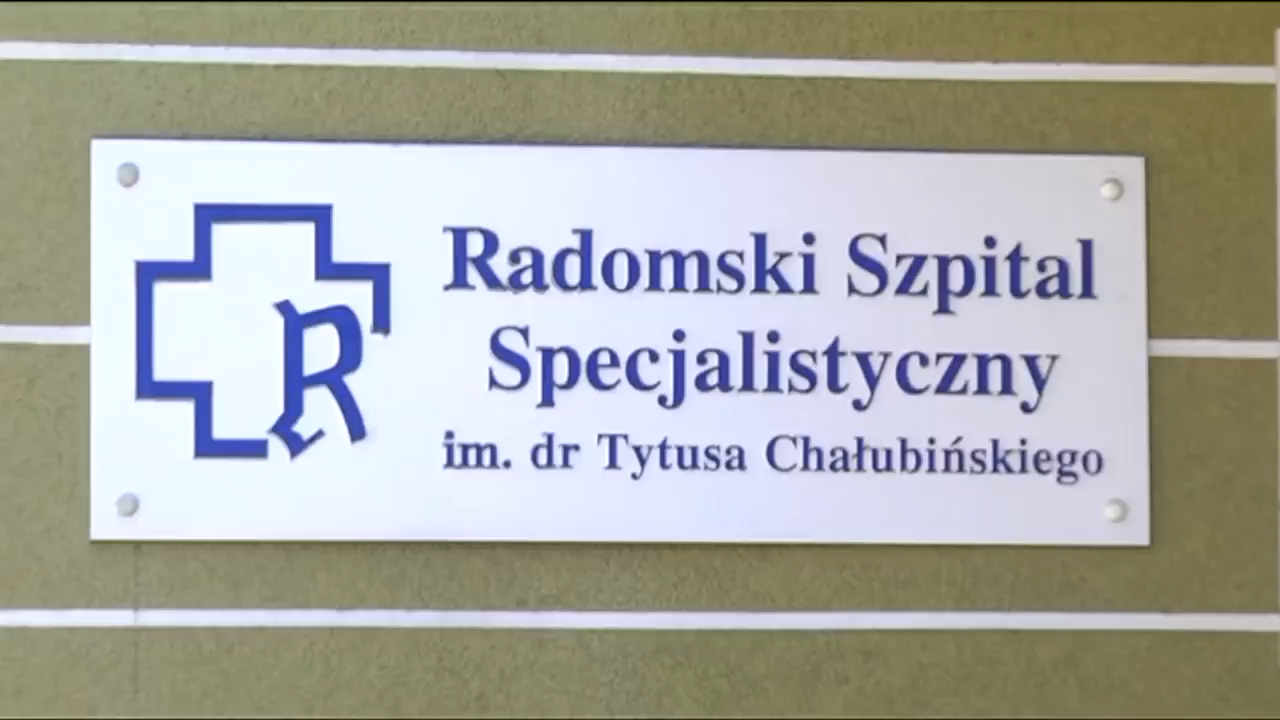 R
Radomski Szpital
Specjalistyczny
im. dr Tytusa Chałubińskiego